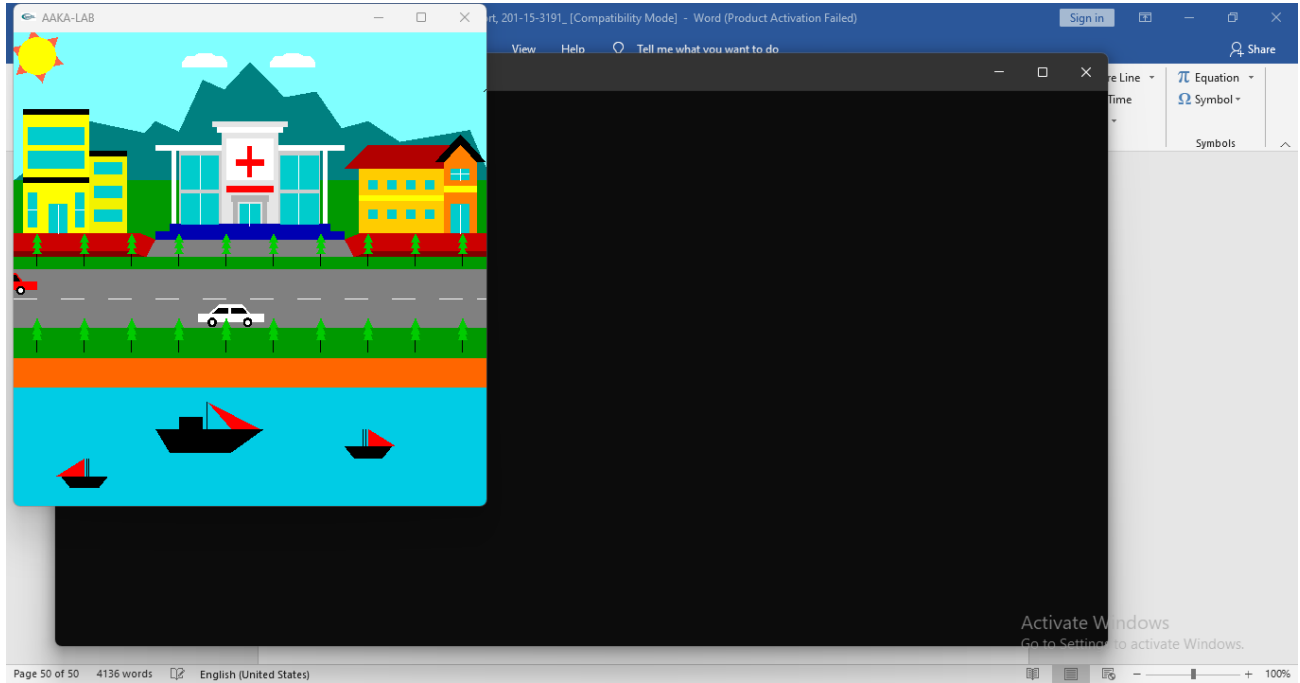 AAKA-LAB
rt, 201-15-3191_ [Compatibility Mode] - Word (Product Activation Failed)
Sign in
View Help Tell me what you want to do
Share
re Line
π Equation
Time
Ω Symbol
Symbols
Activate Windows
Go to Settings to activate Windows.
Page 50 of 50 4136 words English (United States)
100%